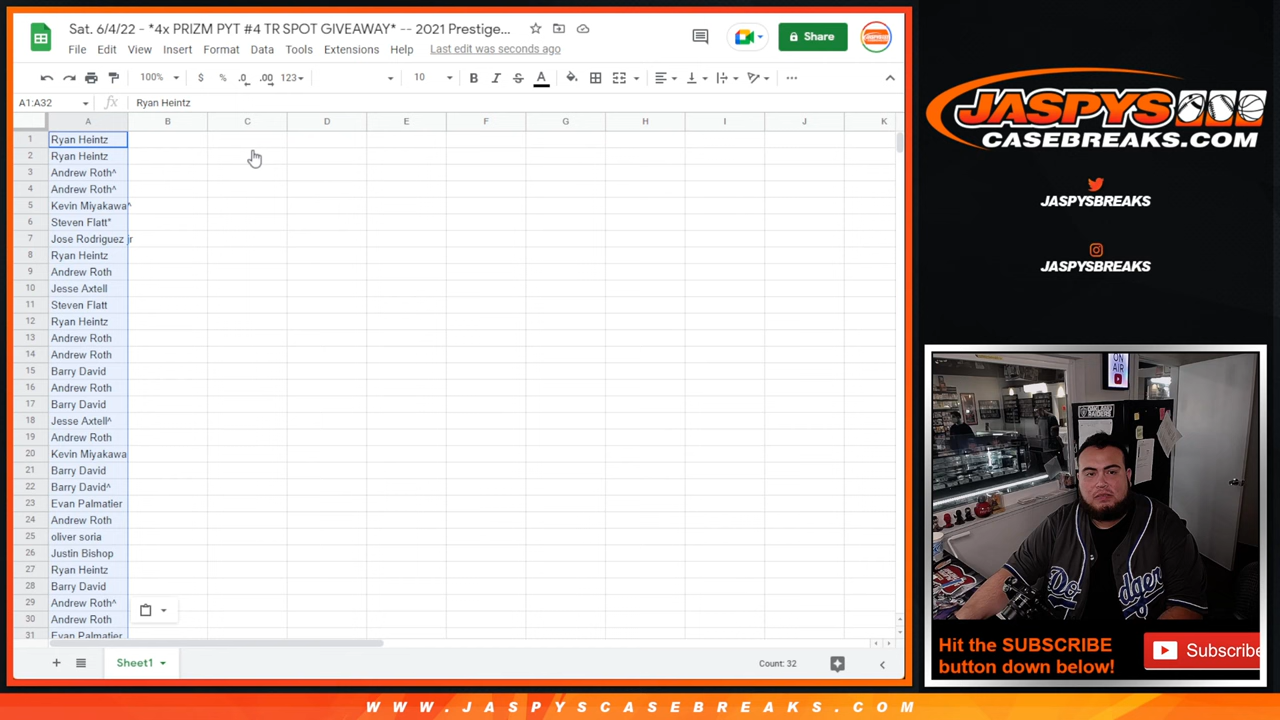 Sat. 6/4/22 - *4x PRIZM PYT #4 TR SPOT GIVEAWAY* -- 2021 Prestige...
File Edit View Insert Format Data Tools Extensions Help Last edit was seconds ago
Share
100% $ % .0 .00 123 10 B I S A
A1:A32 fx Ryan Heintz
A B C D E F G H I J K
1 Ryan Heintz
2 Ryan Heintz
3 Andrew Roth^
4 Andrew Roth^
5 Kevin Miyakawa^
6 Steven Flatt*
7 Jose Rodriguez jr
8 Ryan Heintz
9 Andrew Roth
10 Jesse Axtell
11 Steven Flatt
12 Ryan Heintz
13 Andrew Roth
14 Andrew Roth
15 Barry David
16 Andrew Roth
17 Barry David
18 Jesse Axtell^
19 Andrew Roth
20 Kevin Miyakawa
21 Barry David
22 Barry David^
23 Evan Palmatier
24 Andrew Roth
25 oliver soria
26 Justin Bishop
27 Ryan Heintz
28 Barry David
29 Andrew Roth^
30 Andrew Roth
31 Evan Palmatier
Sheet1
Count: 32
JASPYS
CASEBREAKS.COM
JASPYSBREAKS
JASPYSBREAKS
ON
AIR
Hit the SUBSCRIBE
button down below!
Subscribe
WWW.JASPYSCASEBREAKS.COM